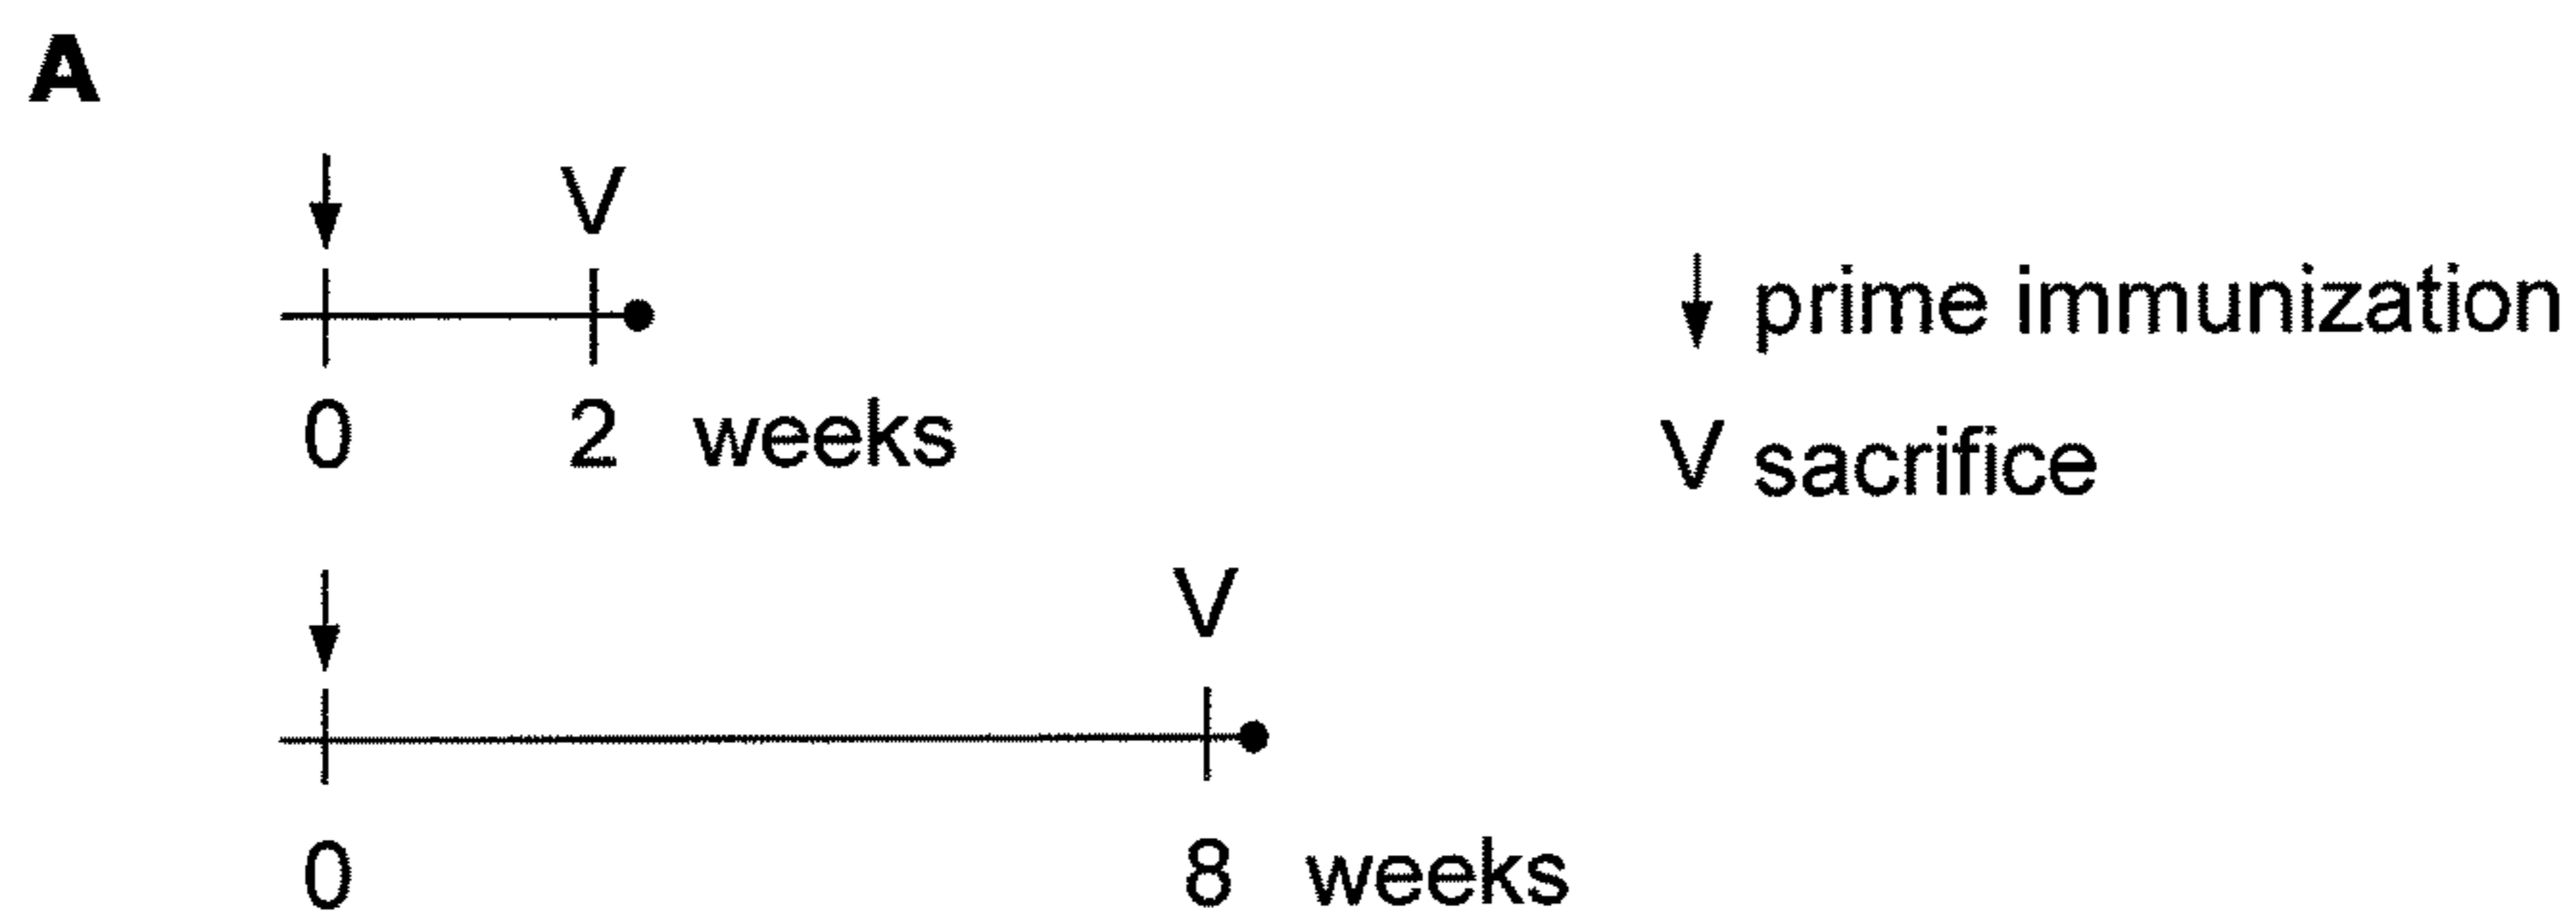 A
V
0 2 weeks
prime immunization
V sacrifice
V
0 8 weeks